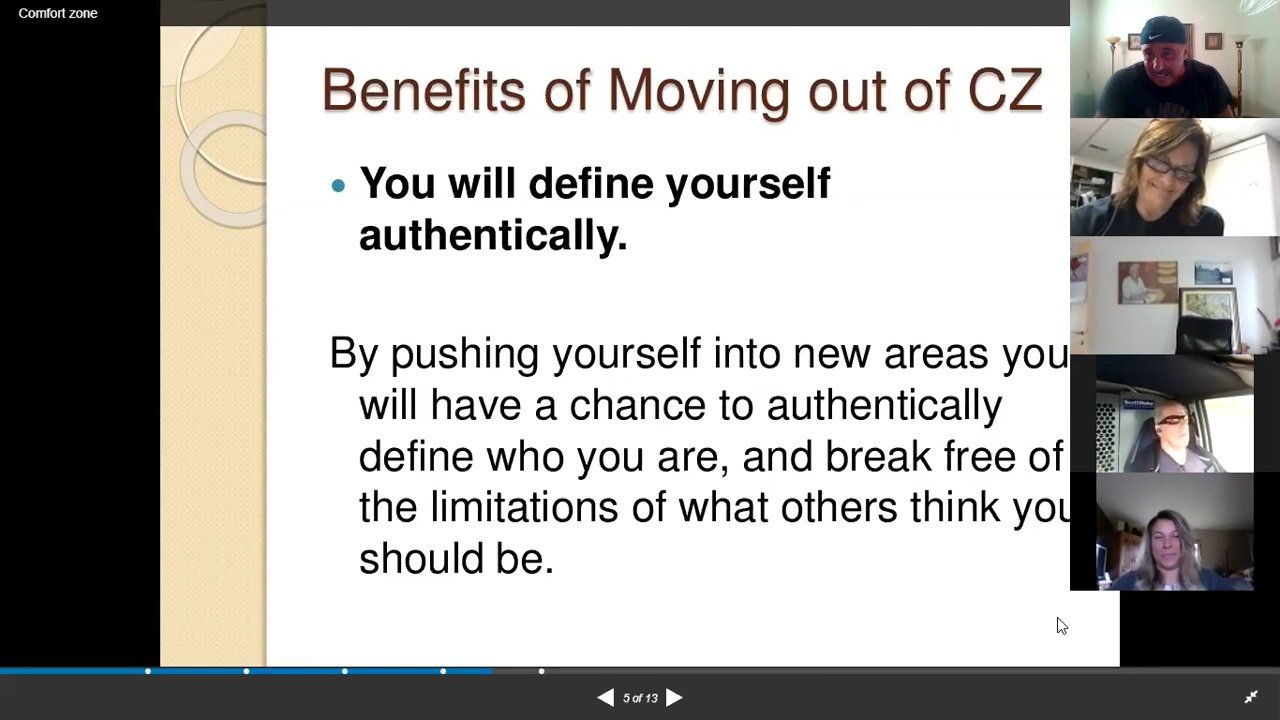 Comfort zone
Benefits of Moving out of CZ
You will define yourself
authentically.
By pushing yourself into new areas you
will have a chance to authentically
define who you are, and break free of
the limitations of what others think you
should be.
5 of 13